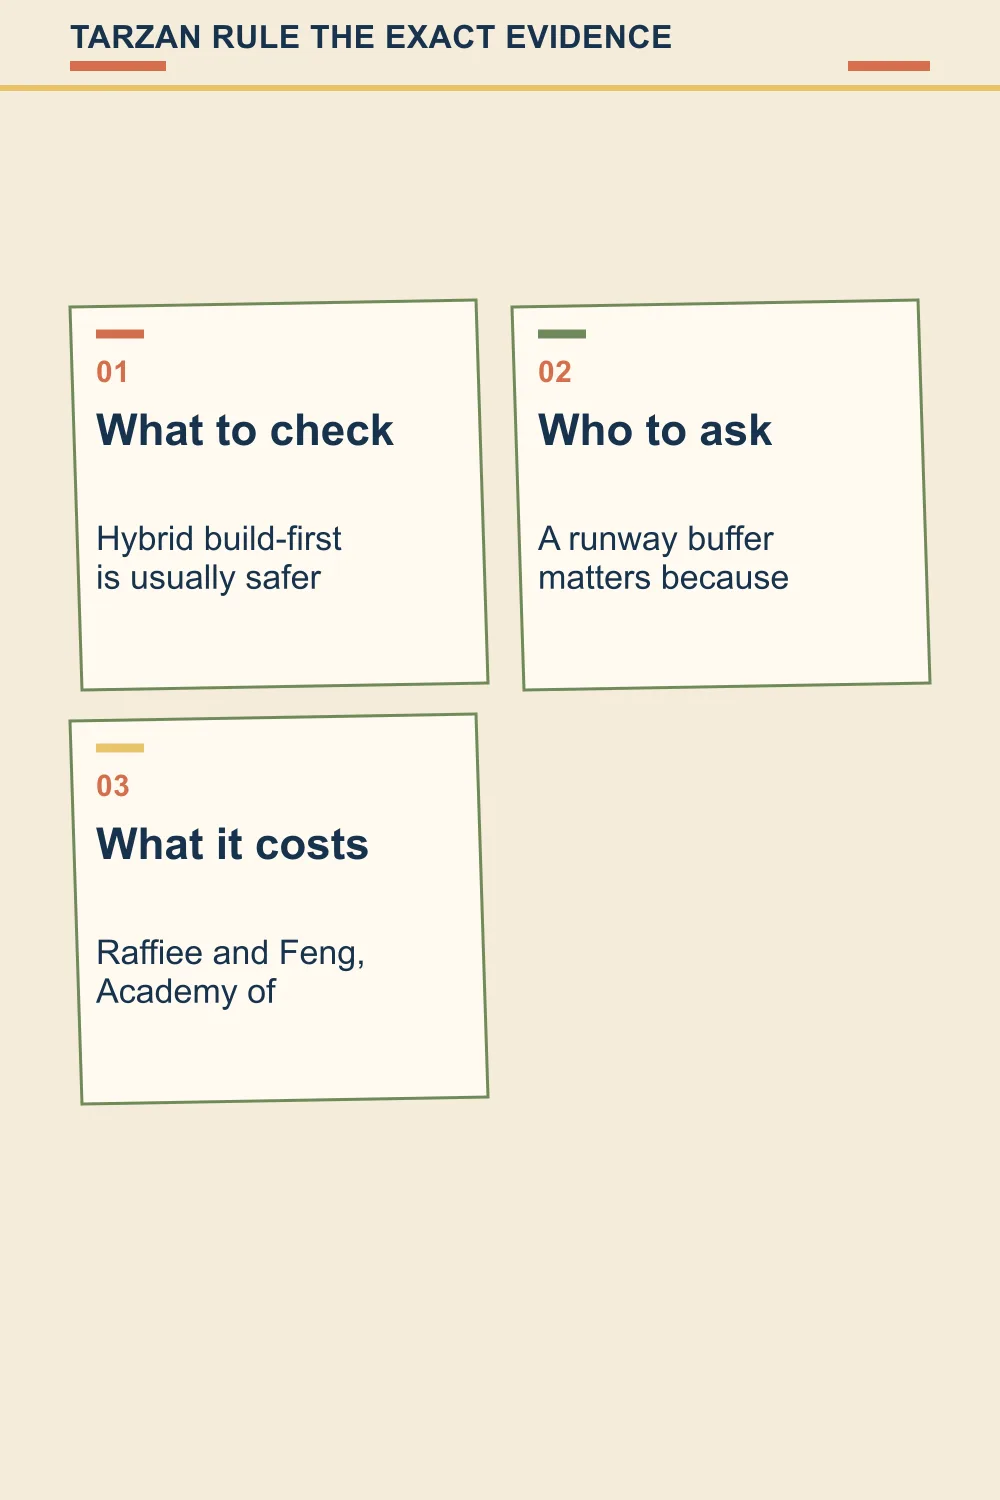 TARZAN RULE THE EXACT EVIDENCE
01
What to check
Hybrid build-first
is usually safer
02
Who to ask
A runway buffer
matters because
03
What it costs
Raffiee and Feng,
Academy of